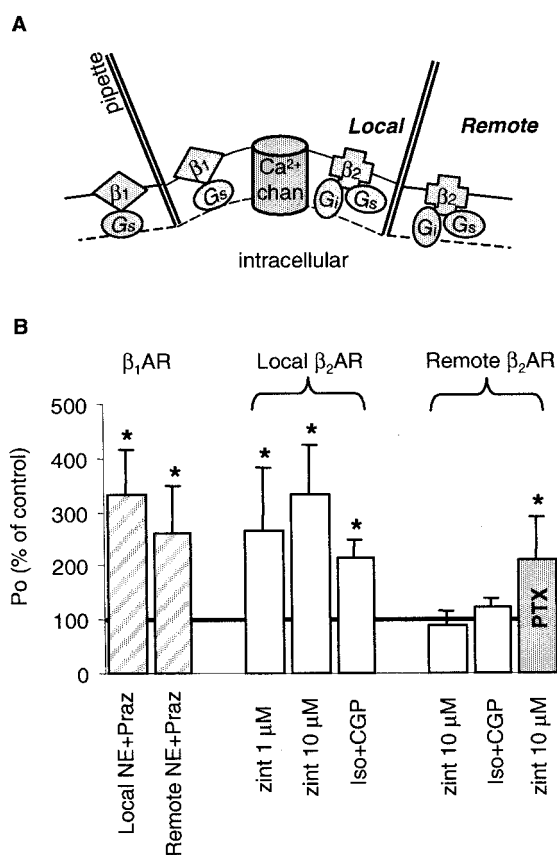 A
pipette
Local
Remote
β1
β1
Ca2+
chan
β2
β2
Gs
Gs
Gi
Gs
Gi
Gs
intracellular
B
β1AR
Local β2AR
Remote β2AR
Po (% of control)
500
400
300
200
100
0
*
*
*
*
*
*
PTX
Local NE+Praz
Remote NE+Praz
zint 1 μM
zint 10 μM
Iso+CGP
zint 10 μM
Iso+CGP
zint 10 μM